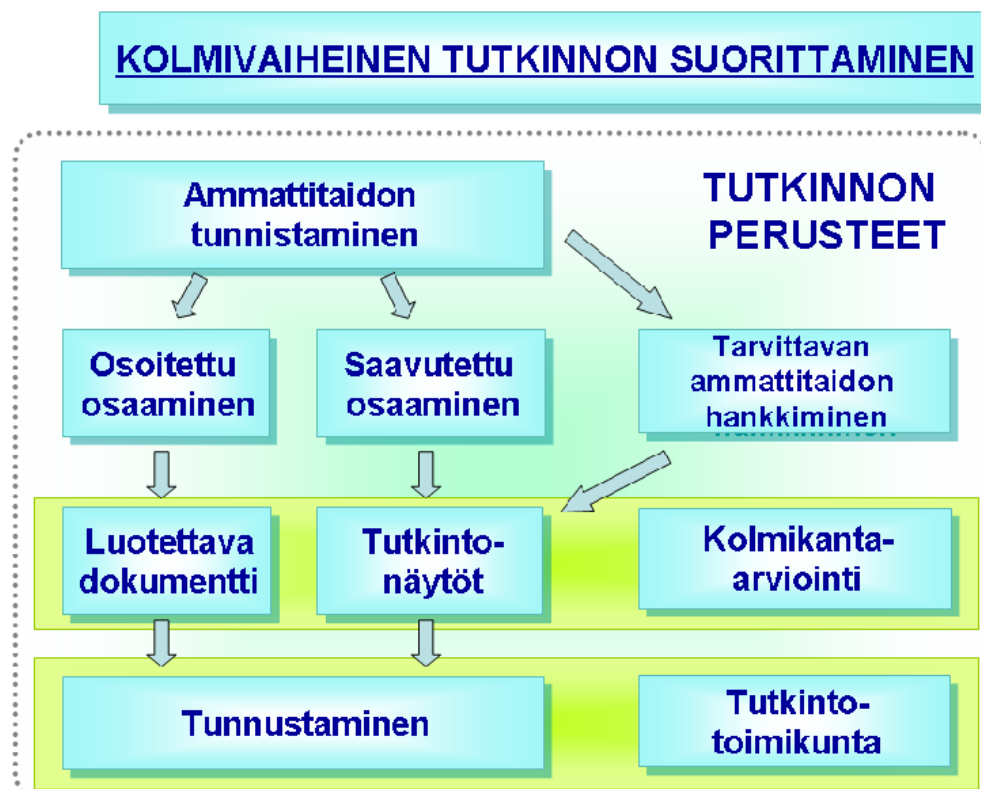 KOLMIVAIHEINEN TUTKINNON SUORITTAMINEN
Ammattitaidon
tunnistaminen
TUTKINNON
PERUSTEET
Osoitettu
osaaminen
Saavutettu
osaaminen
Tarvittavan
ammattitaidon
hankkiminen
Luotettava
dokumentti
Tutkinto-
näytöt
Kolmikanta-
arviointi
Tunnustaminen
Tutkinto-
toimikunta